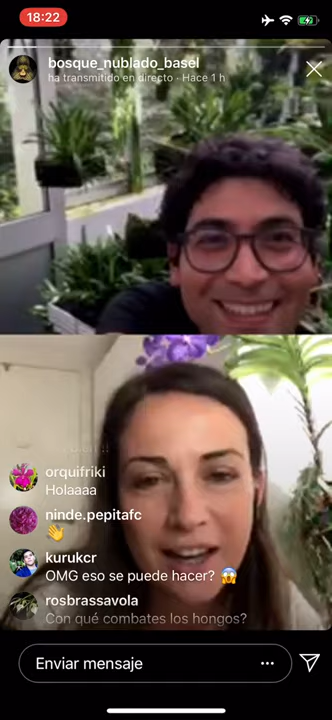 18:22
bosque_nublado_basel
ha transmitido en directo · Hace 1 h
orquifriki
Holaaaa
ninde.pepitafc
👋
kurukcr
OMG eso se puede hacer? 😱
rosbrassavola
Con qué combates los hongos?
Enviar mensaje